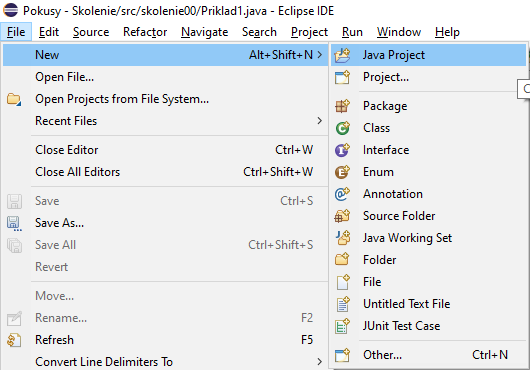 Pokusy - Skolenie/src/skolenie00/Priklad1.java - Eclipse IDE
File Edit Source Refactor Navigate Search Project Run Window Help
New Alt+Shift+N
Open File...
Open Projects from File System...
Recent Files
Close Editor Ctrl+W
Close All Editors Ctrl+Shift+W
Save Ctrl+S
Save As...
Save All Ctrl+Shift+S
Revert
Move...
Rename... F2
Refresh F5
Convert Line Delimiters To
Java Project
Project...
Package
Class
Interface
Enum
Annotation
Source Folder
Java Working Set
Folder
File
Untitled Text File
JUnit Test Case
Other... Ctrl+N